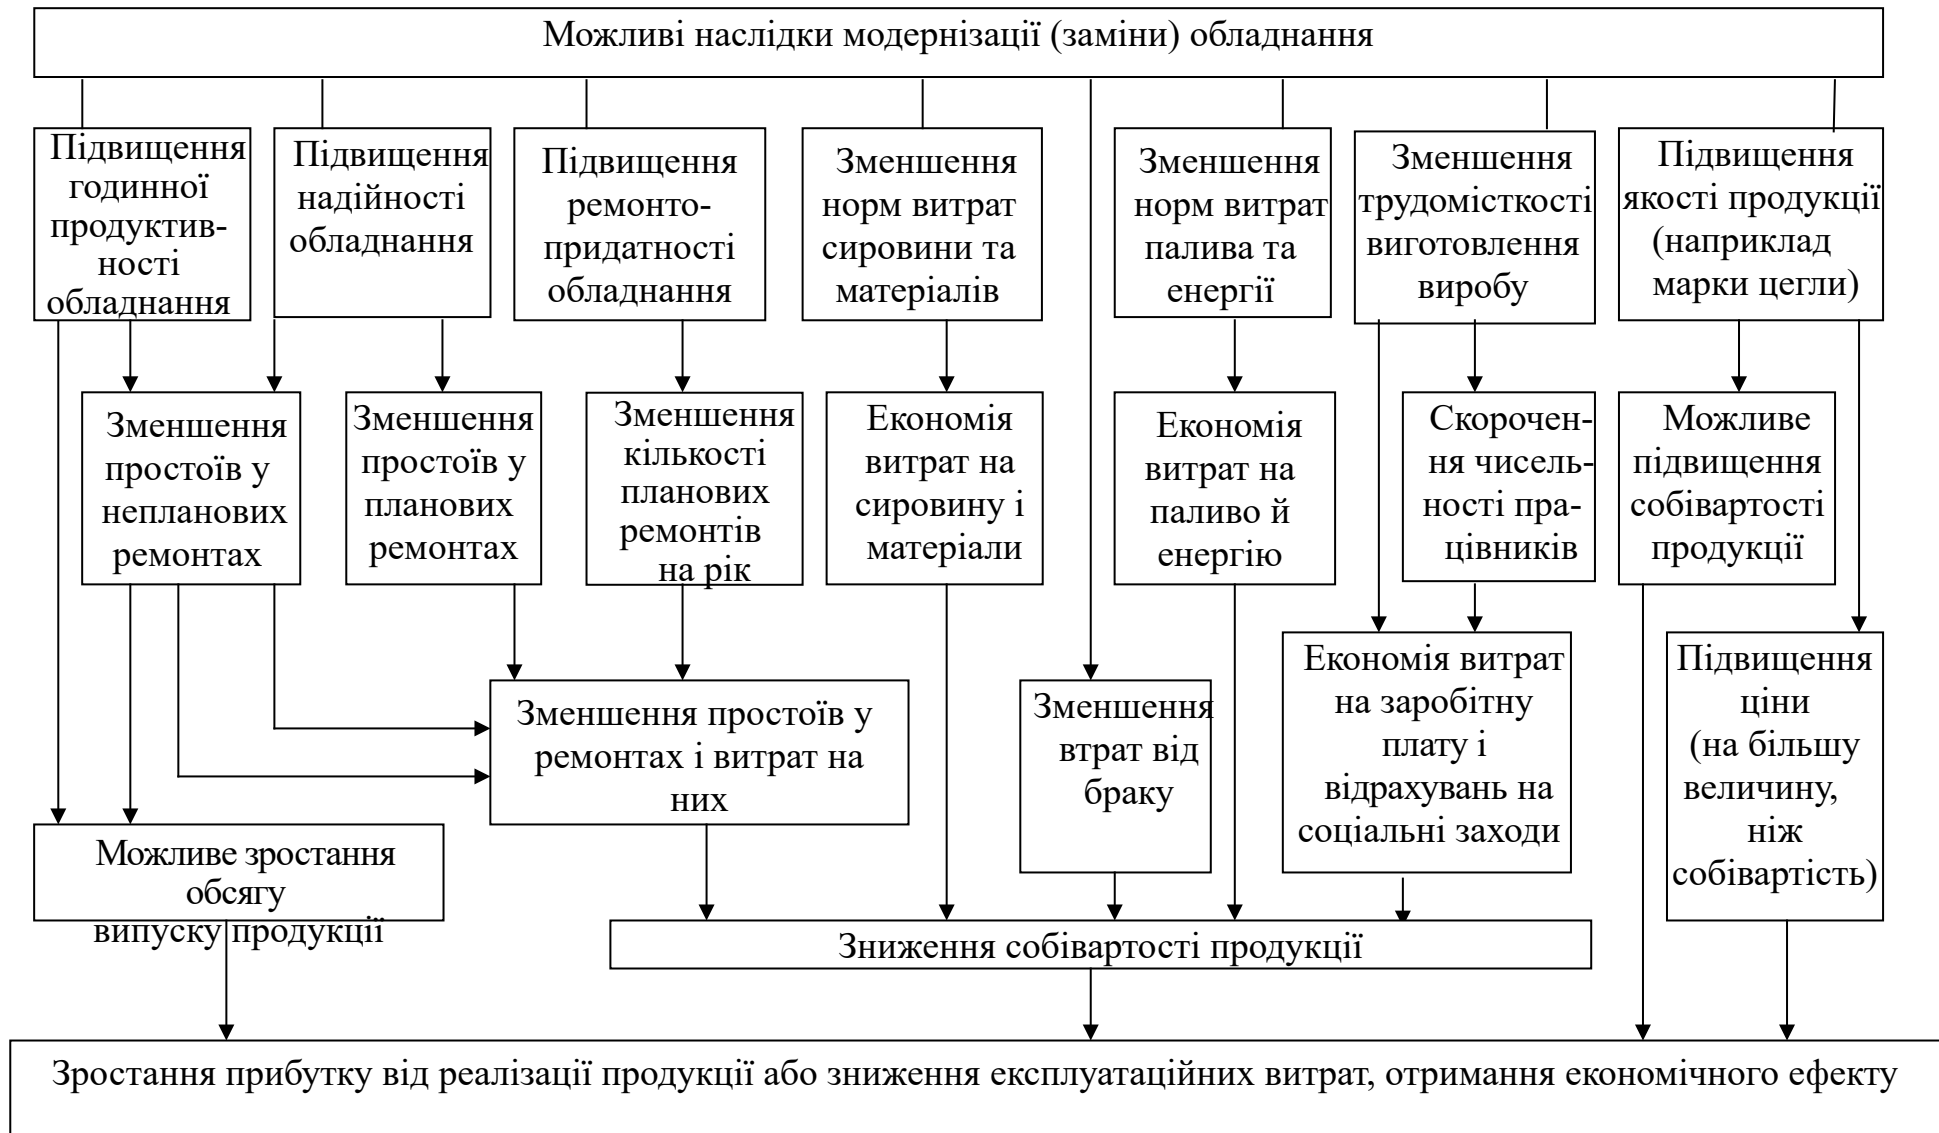 Можливі наслідки модернізації (заміни) обладнання
Підвищення
годинної
продуктив-
ності
обладнання
Підвищення
надійності
обладнання
Підвищення
ремонто-
придатності
обладнання
Зменшення
норм витрат
сировини та
матеріалів
Зменшення
норм витрат
палива та
енергії
Зменшення
трудомісткості
виготовлення
виробу
Підвищення
якості продукції
(наприклад
марки цегли)
Зменшення
простоїв у
непланових
ремонтах
Зменшення
простоїв у
планових
ремонтах
Зменшення
кількості
планових
ремонтів
на рік
Економія
витрат на
сировину і
матеріали
Економія
витрат на
паливо й
енергію
Скорочен-
ня чисель-
ності пра-
цівників
Можливе
підвищення
собівартості
продукції
Зменшення простоїв у
ремонтах і витрат на
них
Зменшення
втрат від
браку
Економія витрат
на заробітну
плату і
відрахувань на
соціальні заходи
Підвищення
ціни
(на більшу
величину,
ніж
собівартість)
Можливе зростання
обсягу
випуску продукції
Зниження собівартості продукції
Зростання прибутку від реалізації продукції або зниження експлуатаційних витрат, отримання економічного ефекту